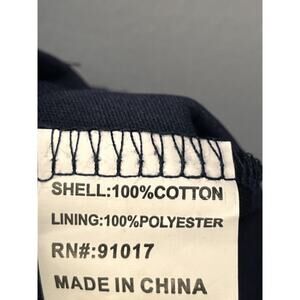 SHELL:100%COTTON
LINING:100%POLYESTER
RN#:91017
MADE IN CHINA